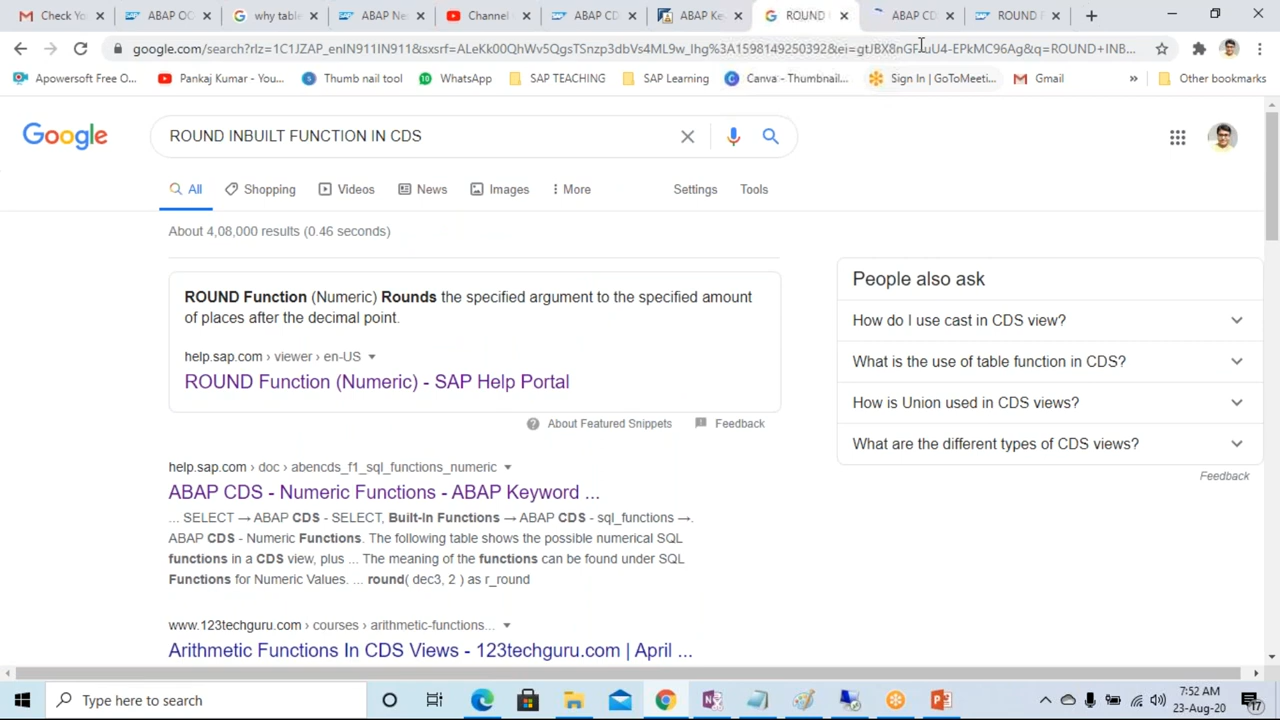 Check Yo
ABAP OO
why table
ABAP Ne
Channel
ABAP CD
ABAP Ke
ROUND
ABAP CD
ROUND F
google.com/search?rlz=1C1JZAP_enIN911IN911&sxsrf=ALeKk00QhWv5QgsTSnzp3dbVs4ML9w_lhg%3A1598149250392&ei=
Apowersoft Free O...
Pankaj Kumar - You...
Thumb nail tool
WhatsApp
SAP TEACHING
SAP Learning
Canva - Thumbnail...
Sign In | GoToMeeti...
Gmail
Other bookmarks
Google
ROUND INBUILT FUNCTION IN CDS
All
Shopping
Videos
News
Images
More
Settings
Tools
About 4,08,000 results (0.46 seconds)
ROUND Function (Numeric) Rounds the specified argument to the specified amount
of places after the decimal point.
help.sap.com › viewer › en-US
ROUND Function (Numeric) - SAP Help Portal
About Featured Snippets
Feedback
help.sap.com › doc › abencds_f1_sql_functions_numeric
ABAP CDS - Numeric Functions - ABAP Keyword ...
... SELECT → ABAP CDS - SELECT, Built-In Functions → ABAP CDS - sql_functions →.
ABAP CDS - Numeric Functions. The following table shows the possible numerical SQL
functions in a CDS view, plus ... The meaning of the functions can be found under SQL
Functions for Numeric Values. ... round( dec3, 2 ) as r_round
www.123techguru.com › courses › arithmetic-functions...
Arithmetic Functions In CDS Views - 123techguru.com | April ...
People also ask
How do I use cast in CDS view?
What is the use of table function in CDS?
How is Union used in CDS views?
What are the different types of CDS views?
Feedback
Type here to search
7:52 AM
23-Aug-20
17